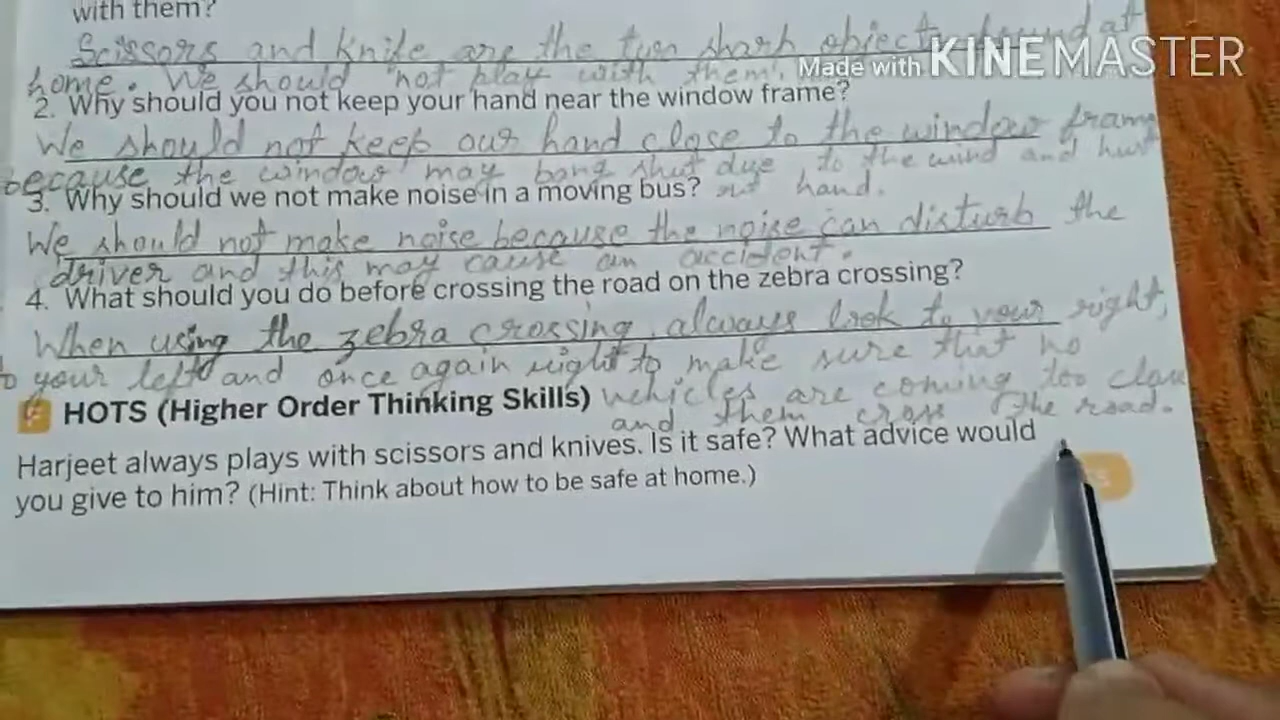 with them?
Scissors and knife are the two sharp objects found at
home. We should not play with them.
Made with KINEMASTER
2. Why should you not keep your hand near the window frame?
We should not keep our hand close to the window frame
because the window may bang shut due to the wind and hurt
3. Why should we not make noise in a moving bus? our hand.
We should not make noise because the noise can disturb the
driver and this may cause an accident.
4. What should you do before crossing the road on the zebra crossing?
When using the zebra crossing, always look to your right,
to your left and once again right to make sure that no
HOTS (Higher Order Thinking Skills) vehicles are coming too close
and them cross the road.
Harjeet always plays with scissors and knives. Is it safe? What advice would
you give to him? (Hint: Think about how to be safe at home.)